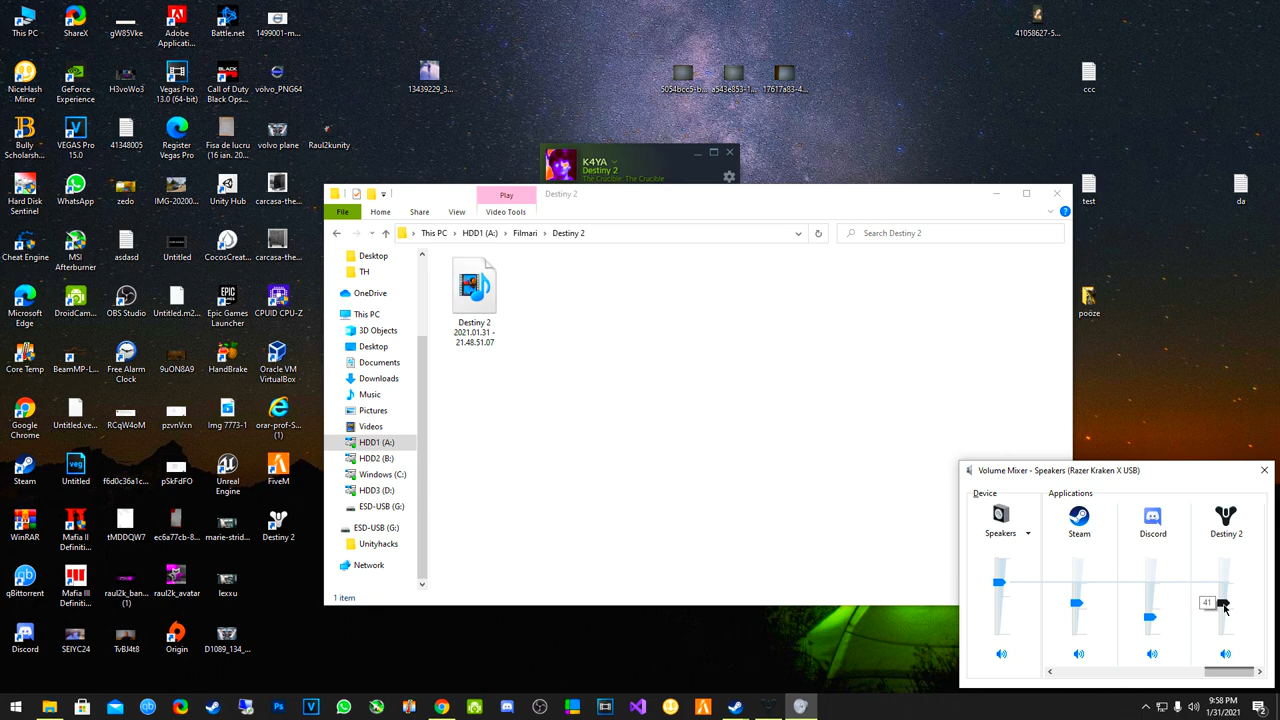 This PC
ShareX
gW85Vke
Adobe
Applicati...
Battle.net
1499001-m...
41058627-5...
NiceHash
Miner
GeForce
Experience
H3voWo3
Vegas Pro
13.0 (64-bit)
Call of Duty
Black Ops...
volvo_PNG64
13439229_3...
5054bcc5-b...
a543e853-1...
17617a83-4...
ccc
Bully
Scholarsh...
VEGAS Pro
15.0
41348005
Register
Vegas Pro
Fisa de lucru
(16 ian. 20...
volvo plane
Raul2kunity
K4YA
Destiny 2
The Crucible: The Crucible
Hard Disk
Sentinel
WhatsApp
zedo
IMG-20200...
Unity Hub
carcasa-the...
test
da
Play
Destiny 2
File
Home
Share
View
Video Tools
This PC
HDD1 (A:)
Filmari
Destiny 2
Search Destiny 2
Cheat Engine
MSI
Afterburner
asdasd
Untitled
CocosCreat...
carcasa-the...
Desktop
TH
OneDrive
This PC
3D Objects
Desktop
Documents
Downloads
Music
Pictures
Videos
HDD1 (A:)
HDD2 (B:)
Windows (C:)
HDD3 (D:)
ESD-USB (G:)
ESD-USB (G:)
Unityhacks
Network
1 item
Destiny 2
2021.01.31 -
21.48.51.07
Microsoft
Edge
DroidCam...
OBS Studio
Untitled.m2...
Epic Games
Launcher
CPUID CPU-Z
poöze
Core Temp
BeamMP-L...
Free Alarm
Clock
9uON8A9
HandBrake
Oracle VM
VirtualBox
Google
Chrome
Untitled.ve...
RCqW4oM
pzvnVxn
Img 7773-1
orar-prof-S...
(1)
Steam
veg
Untitled
f6d0c36a1c...
pSkFdFO
Unreal
Engine
FiveM
WinRAR
Mafia II
Definiti...
tMDDQW7
ec6a77cb-8...
marie-strid...
Destiny 2
qBittorrent
Mafia III
Definiti...
raul2k_ban...
(1)
raul2k_avatar
lexxu
Discord
SEIYC24
TvBJ4t8
Origin
D1089_134_...
Volume Mixer - Speakers (Razer Kraken X USB)
Device
Applications
Speakers
Steam
Discord
Destiny 2
41
9:58 PM
1/31/2021
2